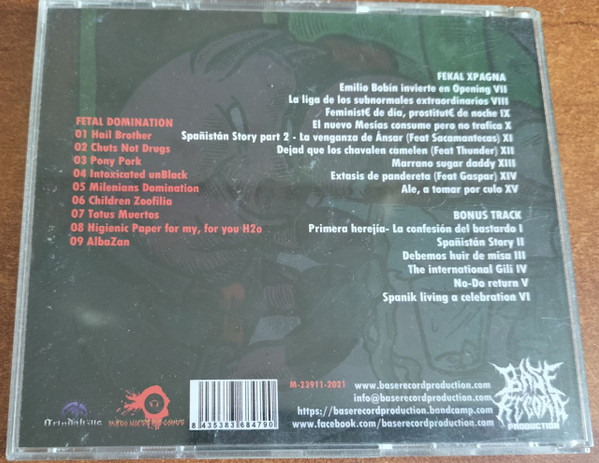 FETAL DOMINATION
01 Hail Brother
02 Chuts Not Drugs
03 Pony Pork
04 Intoxicated unBlack
05 Milenians Domination
06 Children Zoofilia
07 Totus Muertos
08 Higienic Paper for my, for you H2o
09 AlbaZan
FEKAL XPAGNA
Emilio Bobín invierte en Opening VII
La liga de los subnormales extraordinarios VIII
Feminist€ de día, prostitut€ de noche IX
El nuevo Mesías consume pero no trafica X
Spañistán Story part 2 - La venganza de Ánsar (Feat Sacamantecas) XI
Dejad que los chavalen camelen (Feat Thunder) XII
Marrano sugar daddy XIII
Extasis de pandereta (Feat Gaspar) XIV
Ale, a tomar por culo XV
BONUS TRACK
Primera herejía- La confesión del bastardo I
Spañistán Story II
Debemos huir de misa III
The international Gili IV
No-Do return V
Spanik living a celebration VI
M-23911-2021
8 436383 684790
www.baserecordproduction.com
www.baserecordproduction.es
https://baserecordproduction.bandcamp.com
www.facebook.com/baserecordproduction
BASE
RECORD
PRODUCTION